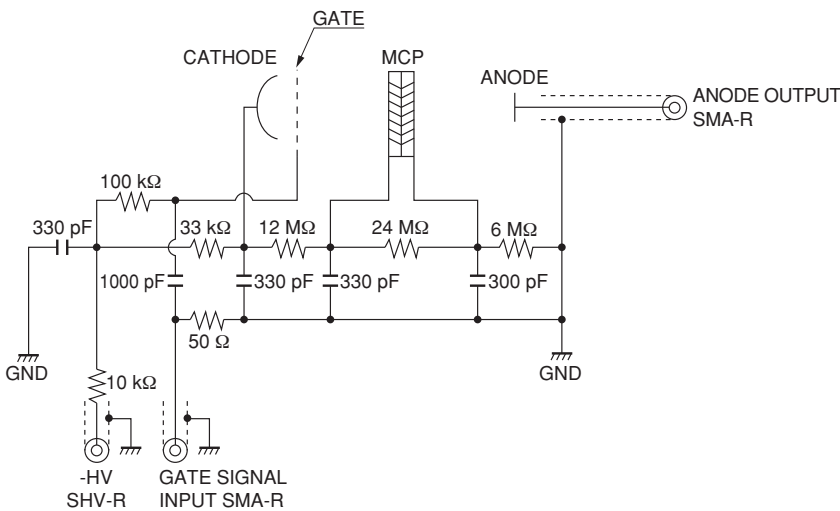 GATE
CATHODE
MCP
ANODE
ANODE OUTPUT
SMA-R
100 kΩ
330 pF
33 kΩ
12 MΩ
24 MΩ
6 MΩ
1000 pF
330 pF
330 pF
300 pF
50 Ω
GND
GND
10 kΩ
-HV
SHV-R
GATE SIGNAL
INPUT SMA-R